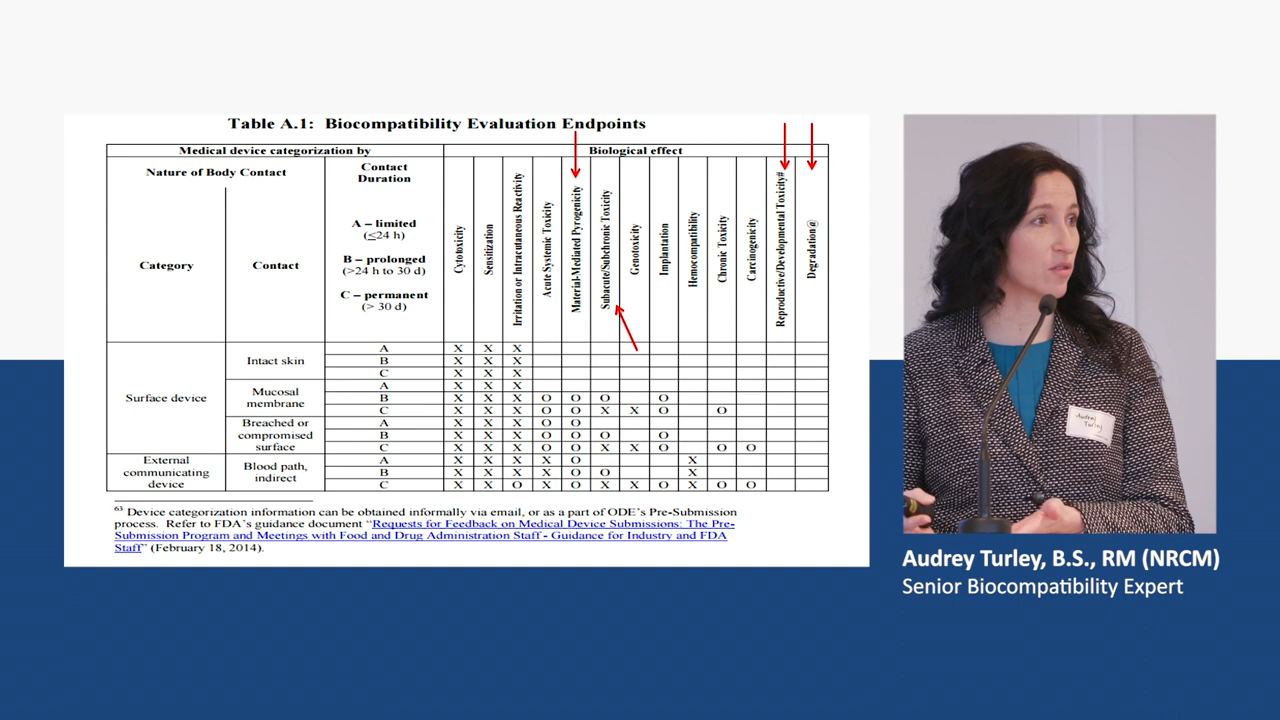 Table A.1: Biocompatibility Evaluation Endpoints
Medical device categorization by
Biological effect
Nature of Body Contact
Contact
Duration
A – limited
(≤24 h)
B – prolonged
(>24 h to 30 d)
C – permanent
(> 30 d)
Category
Contact
Cytotoxicity
Sensitization
Irritation or Intracutaneous Reactivity
Acute Systemic Toxicity
Material-Mediated Pyrogenicity
Subacute/Subchronic Toxicity
Genotoxicity
Implantation
Hemocompatibility
Chronic Toxicity
Carcinogenicity
Reproductive/Developmental Toxicity#
Degradation@
Surface device
Intact skin
A X X X
B X X X
C X X X
Mucosal
membrane
A X X X
B X X X O O O O
C X X X O O X X O O
Breached or
compromised
surface
A X X X O O
B X X X O O O O
C X X X O O X X O O O
External
communicating
device
Blood path,
indirect
A X X X X O X
B X X X X O O X
C X X O X O X X O X O O
63 Device categorization information can be obtained informally via email, or as a part of ODE's Pre-Submission
process. Refer to FDA's guidance document "Requests for Feedback on Medical Device Submissions: The Pre-
Submission Program and Meetings with Food and Drug Administration Staff - Guidance for Industry and FDA
Staff" (February 18, 2014).
Audrey
Turley
Audrey Turley, B.S., RM (NRCM)
Senior Biocompatibility Expert